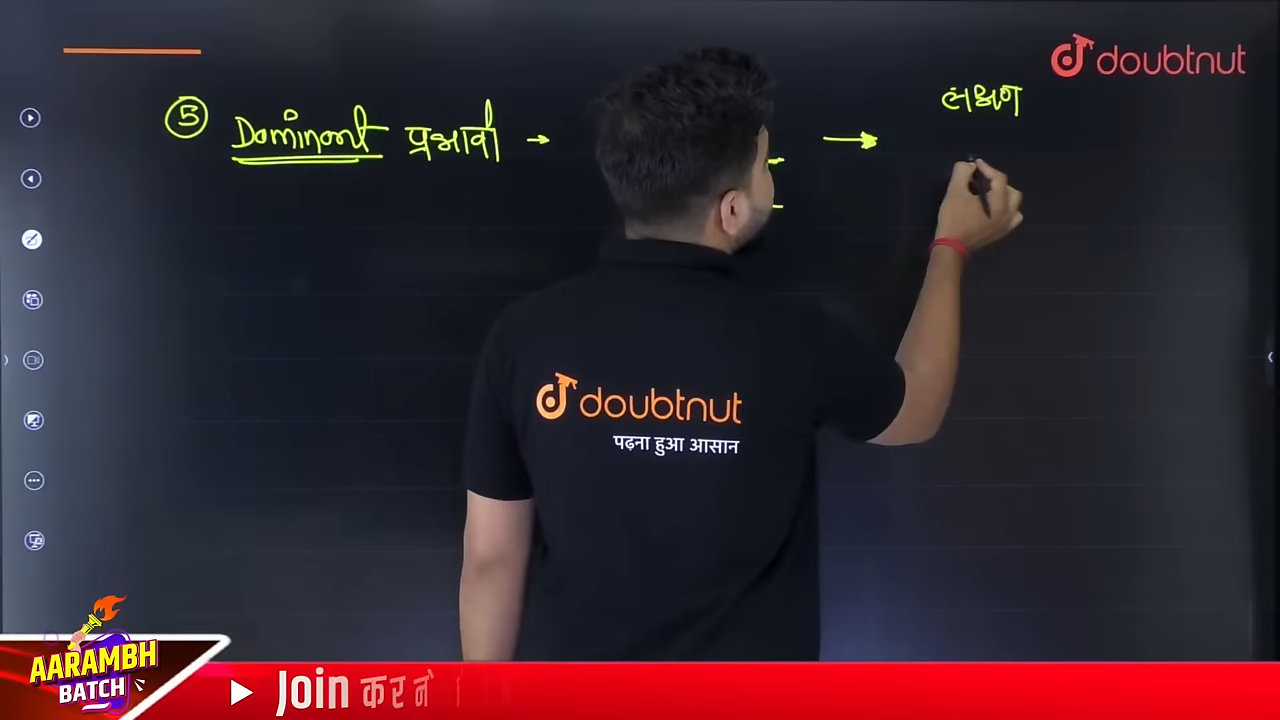 doubtnut
लक्षण
5 Dominant प्रभावी → →
doubtnut
पढ़ना हुआ आसान
AARAMBH
BATCH
Join करने